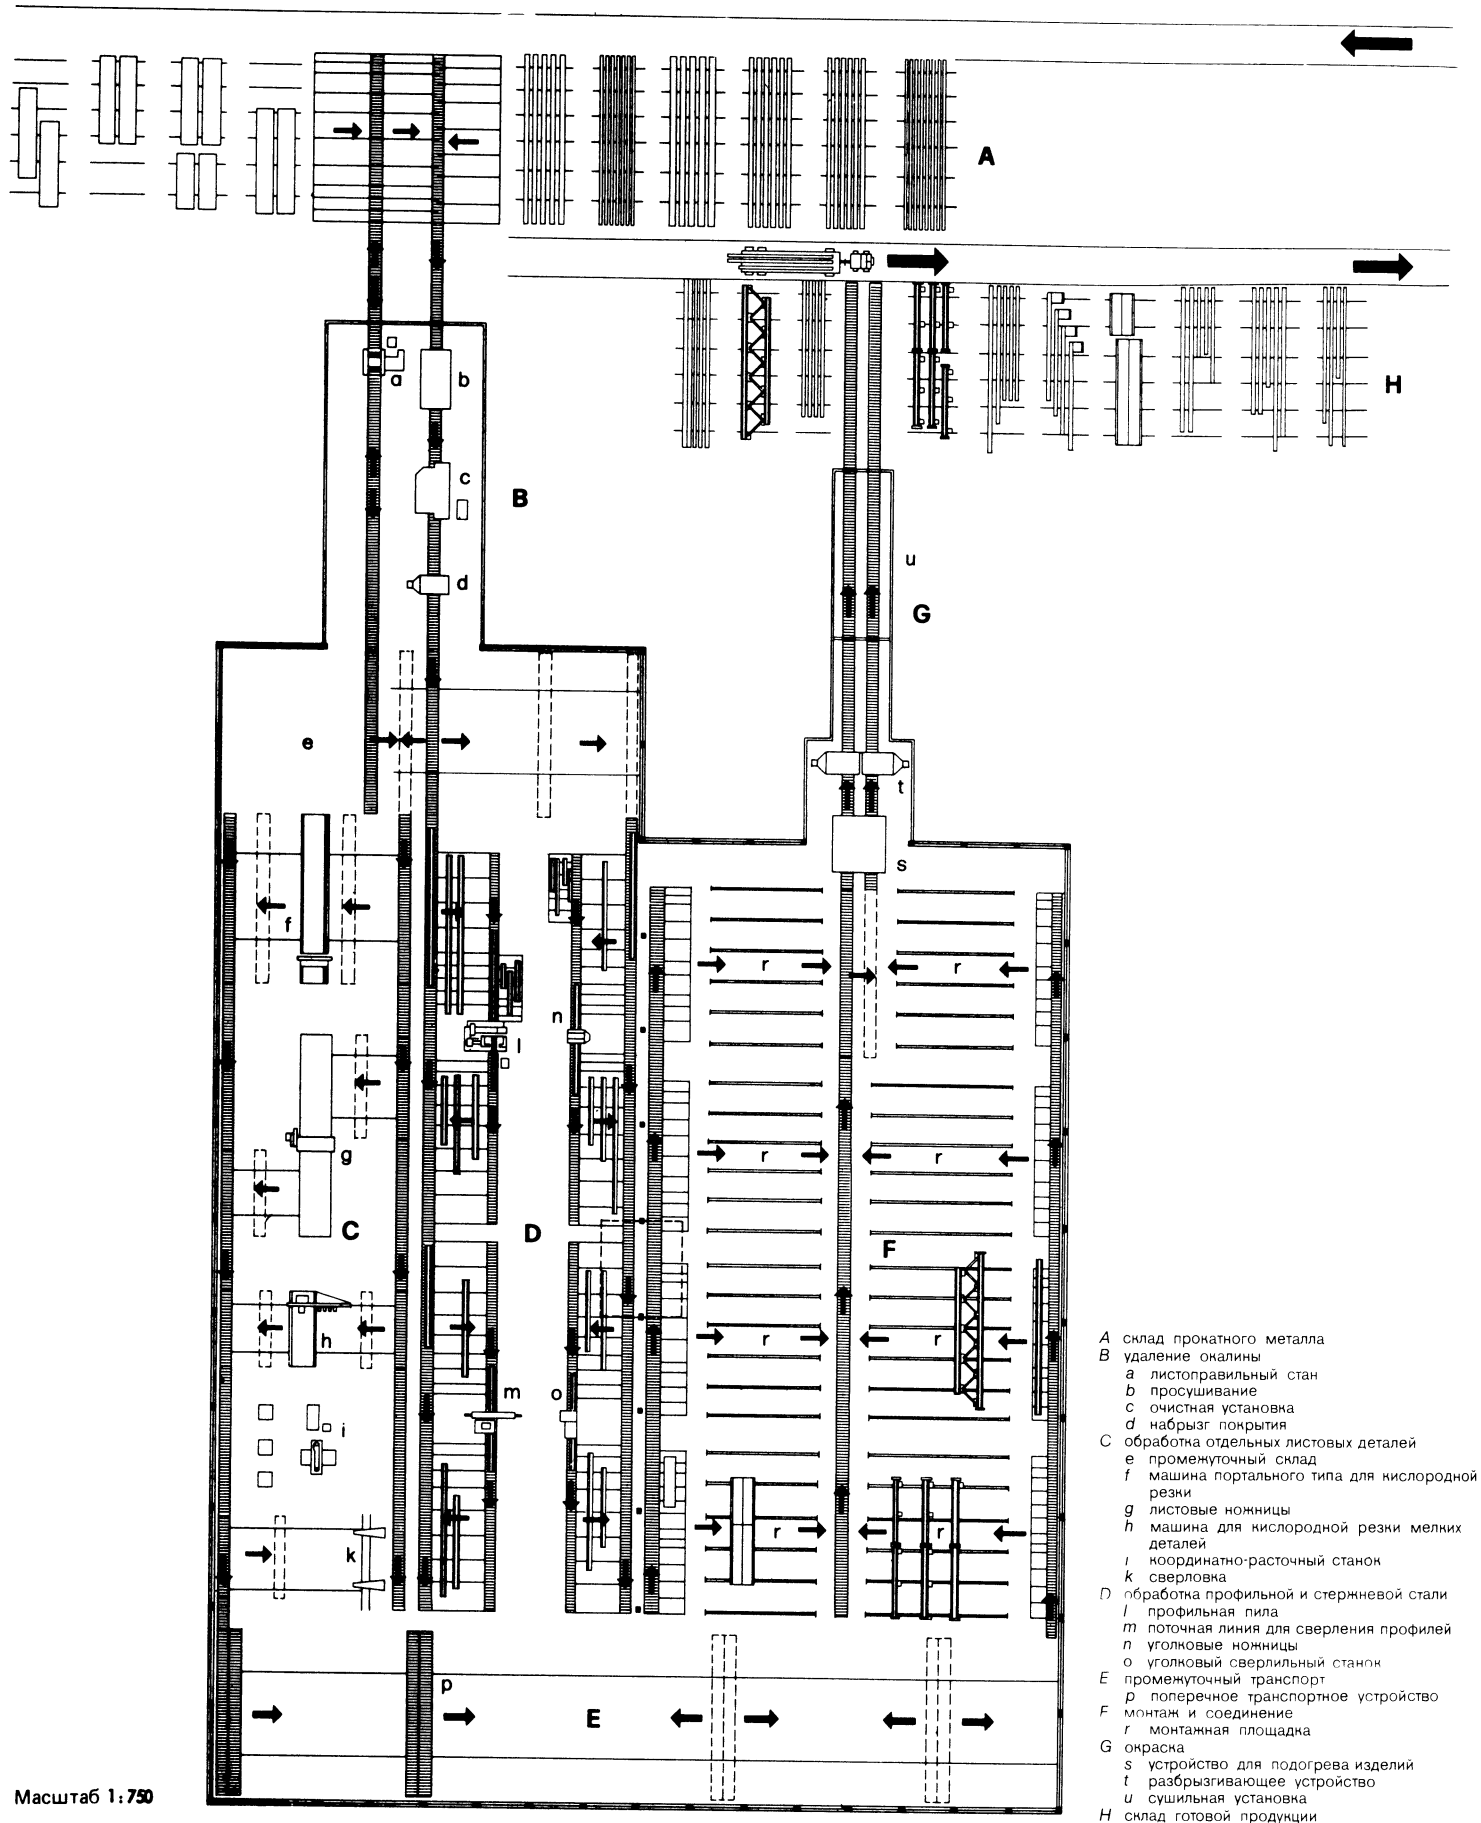 A
a
b
H
c
B
d
u
G
e
t
s
f
r
r
n
l
g
r
r
C
D
F
h
r
r
m
o
i
k
r
r
p
E
A склад прокатного металла
B удаление окалины
a листоправильный стан
b просушивание
c очистная установка
d набрызг покрытия
C обработка отдельных листовых деталей
e промежуточный склад
f машина портального типа для кислородной
резки
g листовые ножницы
h машина для кислородной резки мелких
деталей
i координатно-расточный станок
k сверловка
D обработка профильной и стержневой стали
l профильная пила
m поточная линия для сверления профилей
n уголковые ножницы
o уголковый сверлильный станок
E промежуточный транспорт
p поперечное транспортное устройство
F монтаж и соединение
r монтажная площадка
G окраска
s устройство для подогрева изделий
t разбрызгивающее устройство
u сушильная установка
H склад готовой продукции
Масштаб 1:750